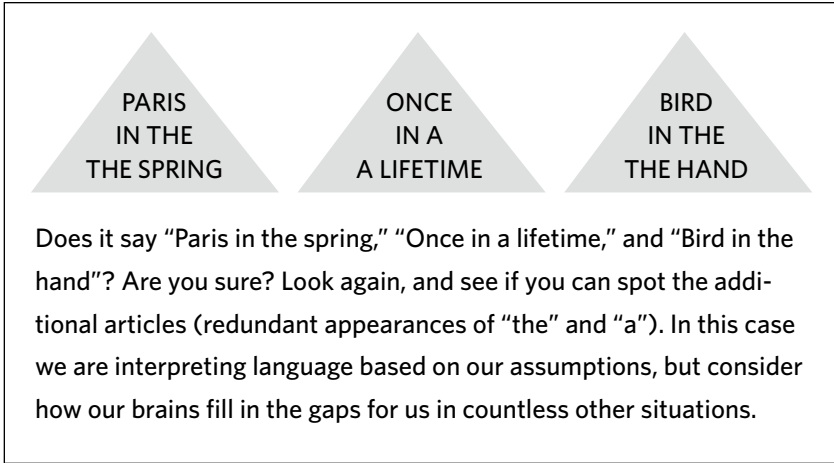 PARIS
IN THE
THE SPRING
ONCE
IN A
A LIFETIME
BIRD
IN THE
THE HAND
Does it say “Paris in the spring,” “Once in a lifetime,” and “Bird in the
hand”? Are you sure? Look again, and see if you can spot the addi-
tional articles (redundant appearances of “the” and “a”). In this case
we are interpreting language based on our assumptions, but consider
how our brains fill in the gaps for us in countless other situations.